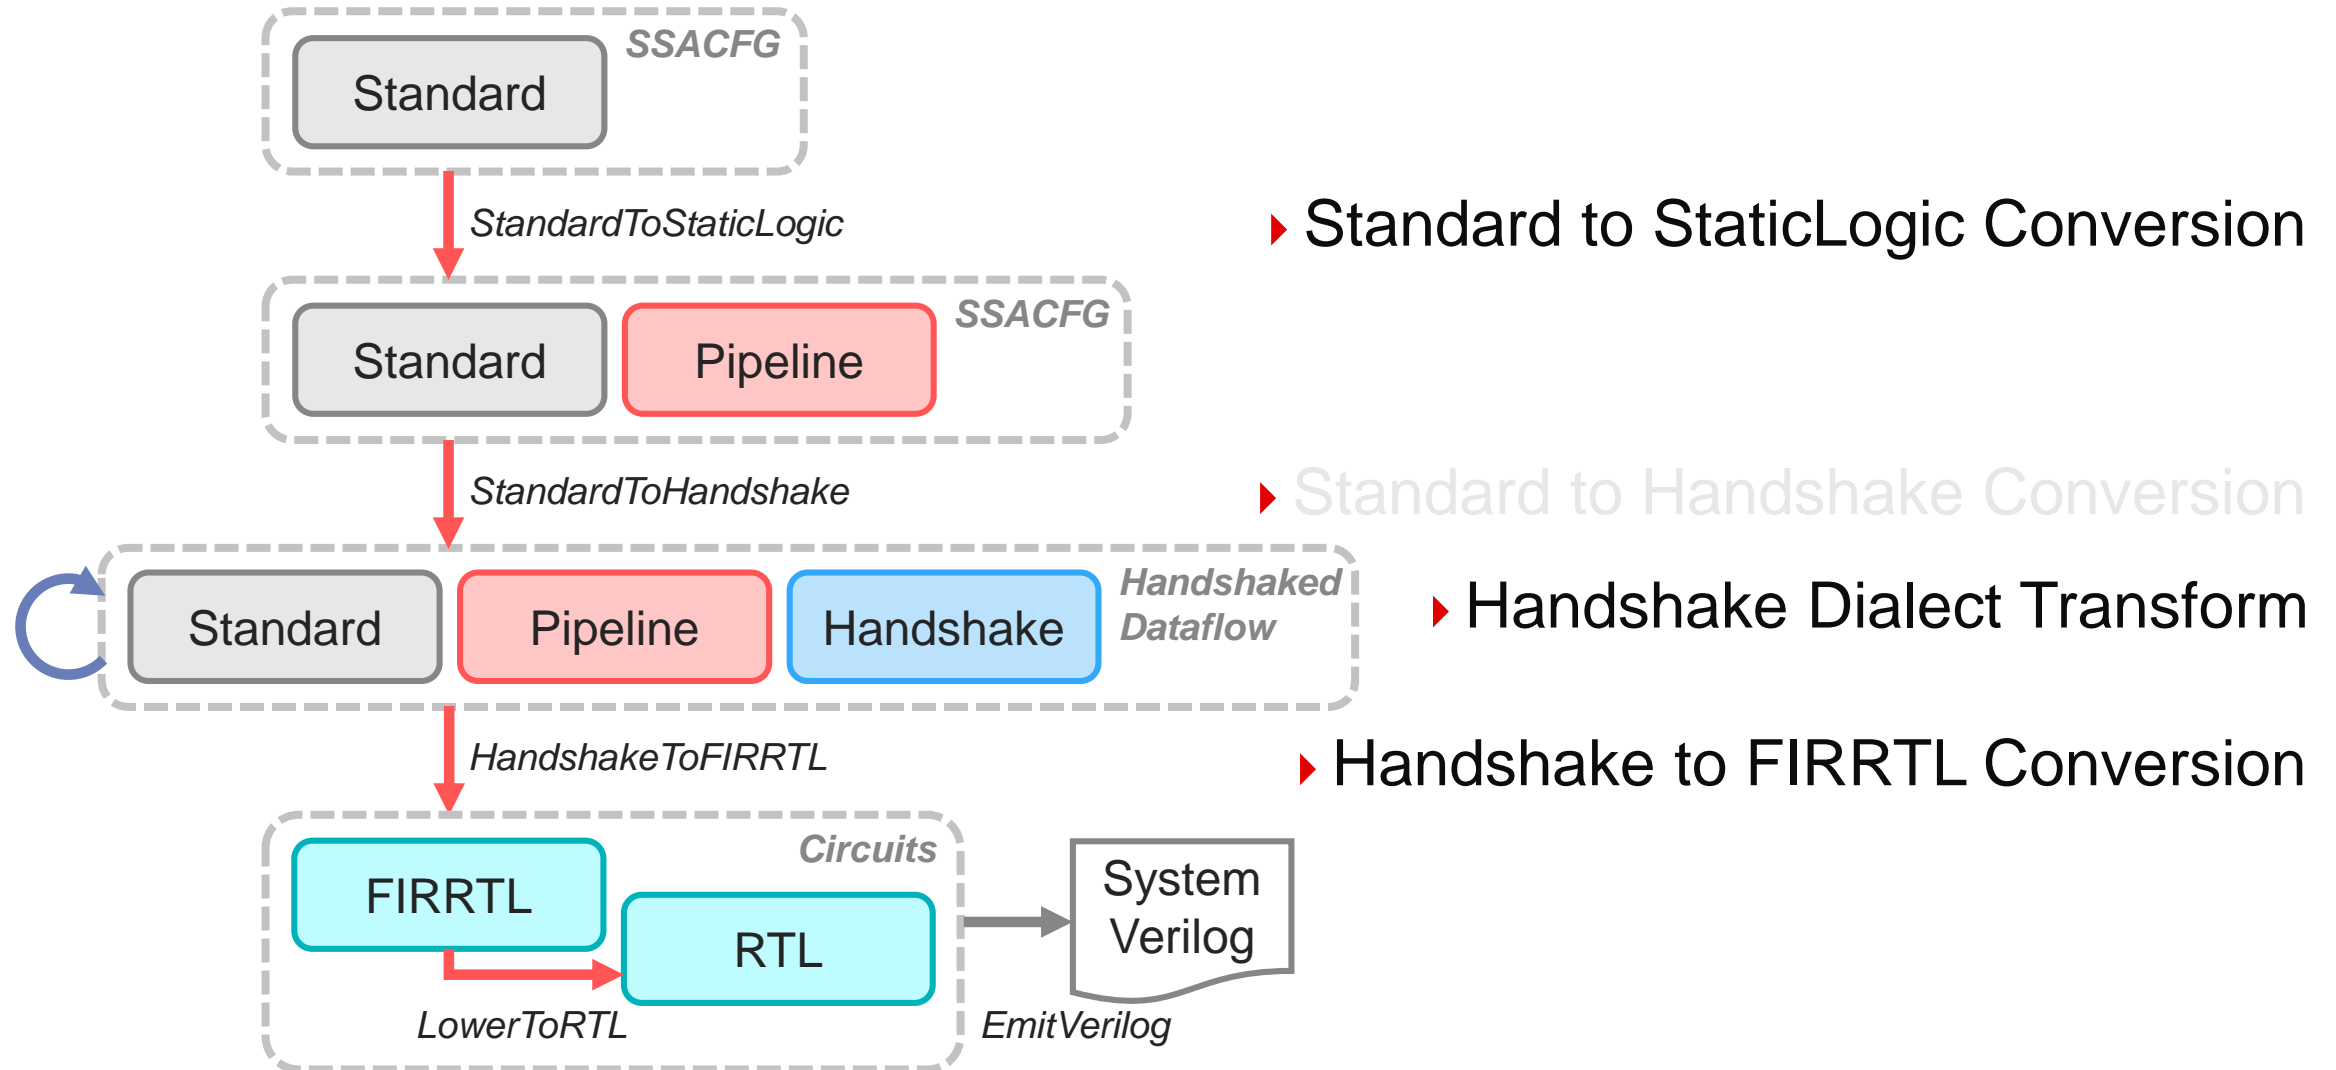 SSACFG
Standard
StandardToStaticLogic
Standard to StaticLogic Conversion
SSACFG
Standard
Pipeline
StandardToHandshake
Standard to Handshake Conversion
Handshaked
Dataflow
Standard
Pipeline
Handshake
Handshake Dialect Transform
HandshakeToFIRRTL
Handshake to FIRRTL Conversion
Circuits
FIRRTL
RTL
LowerToRTL
System
Verilog
EmitVerilog